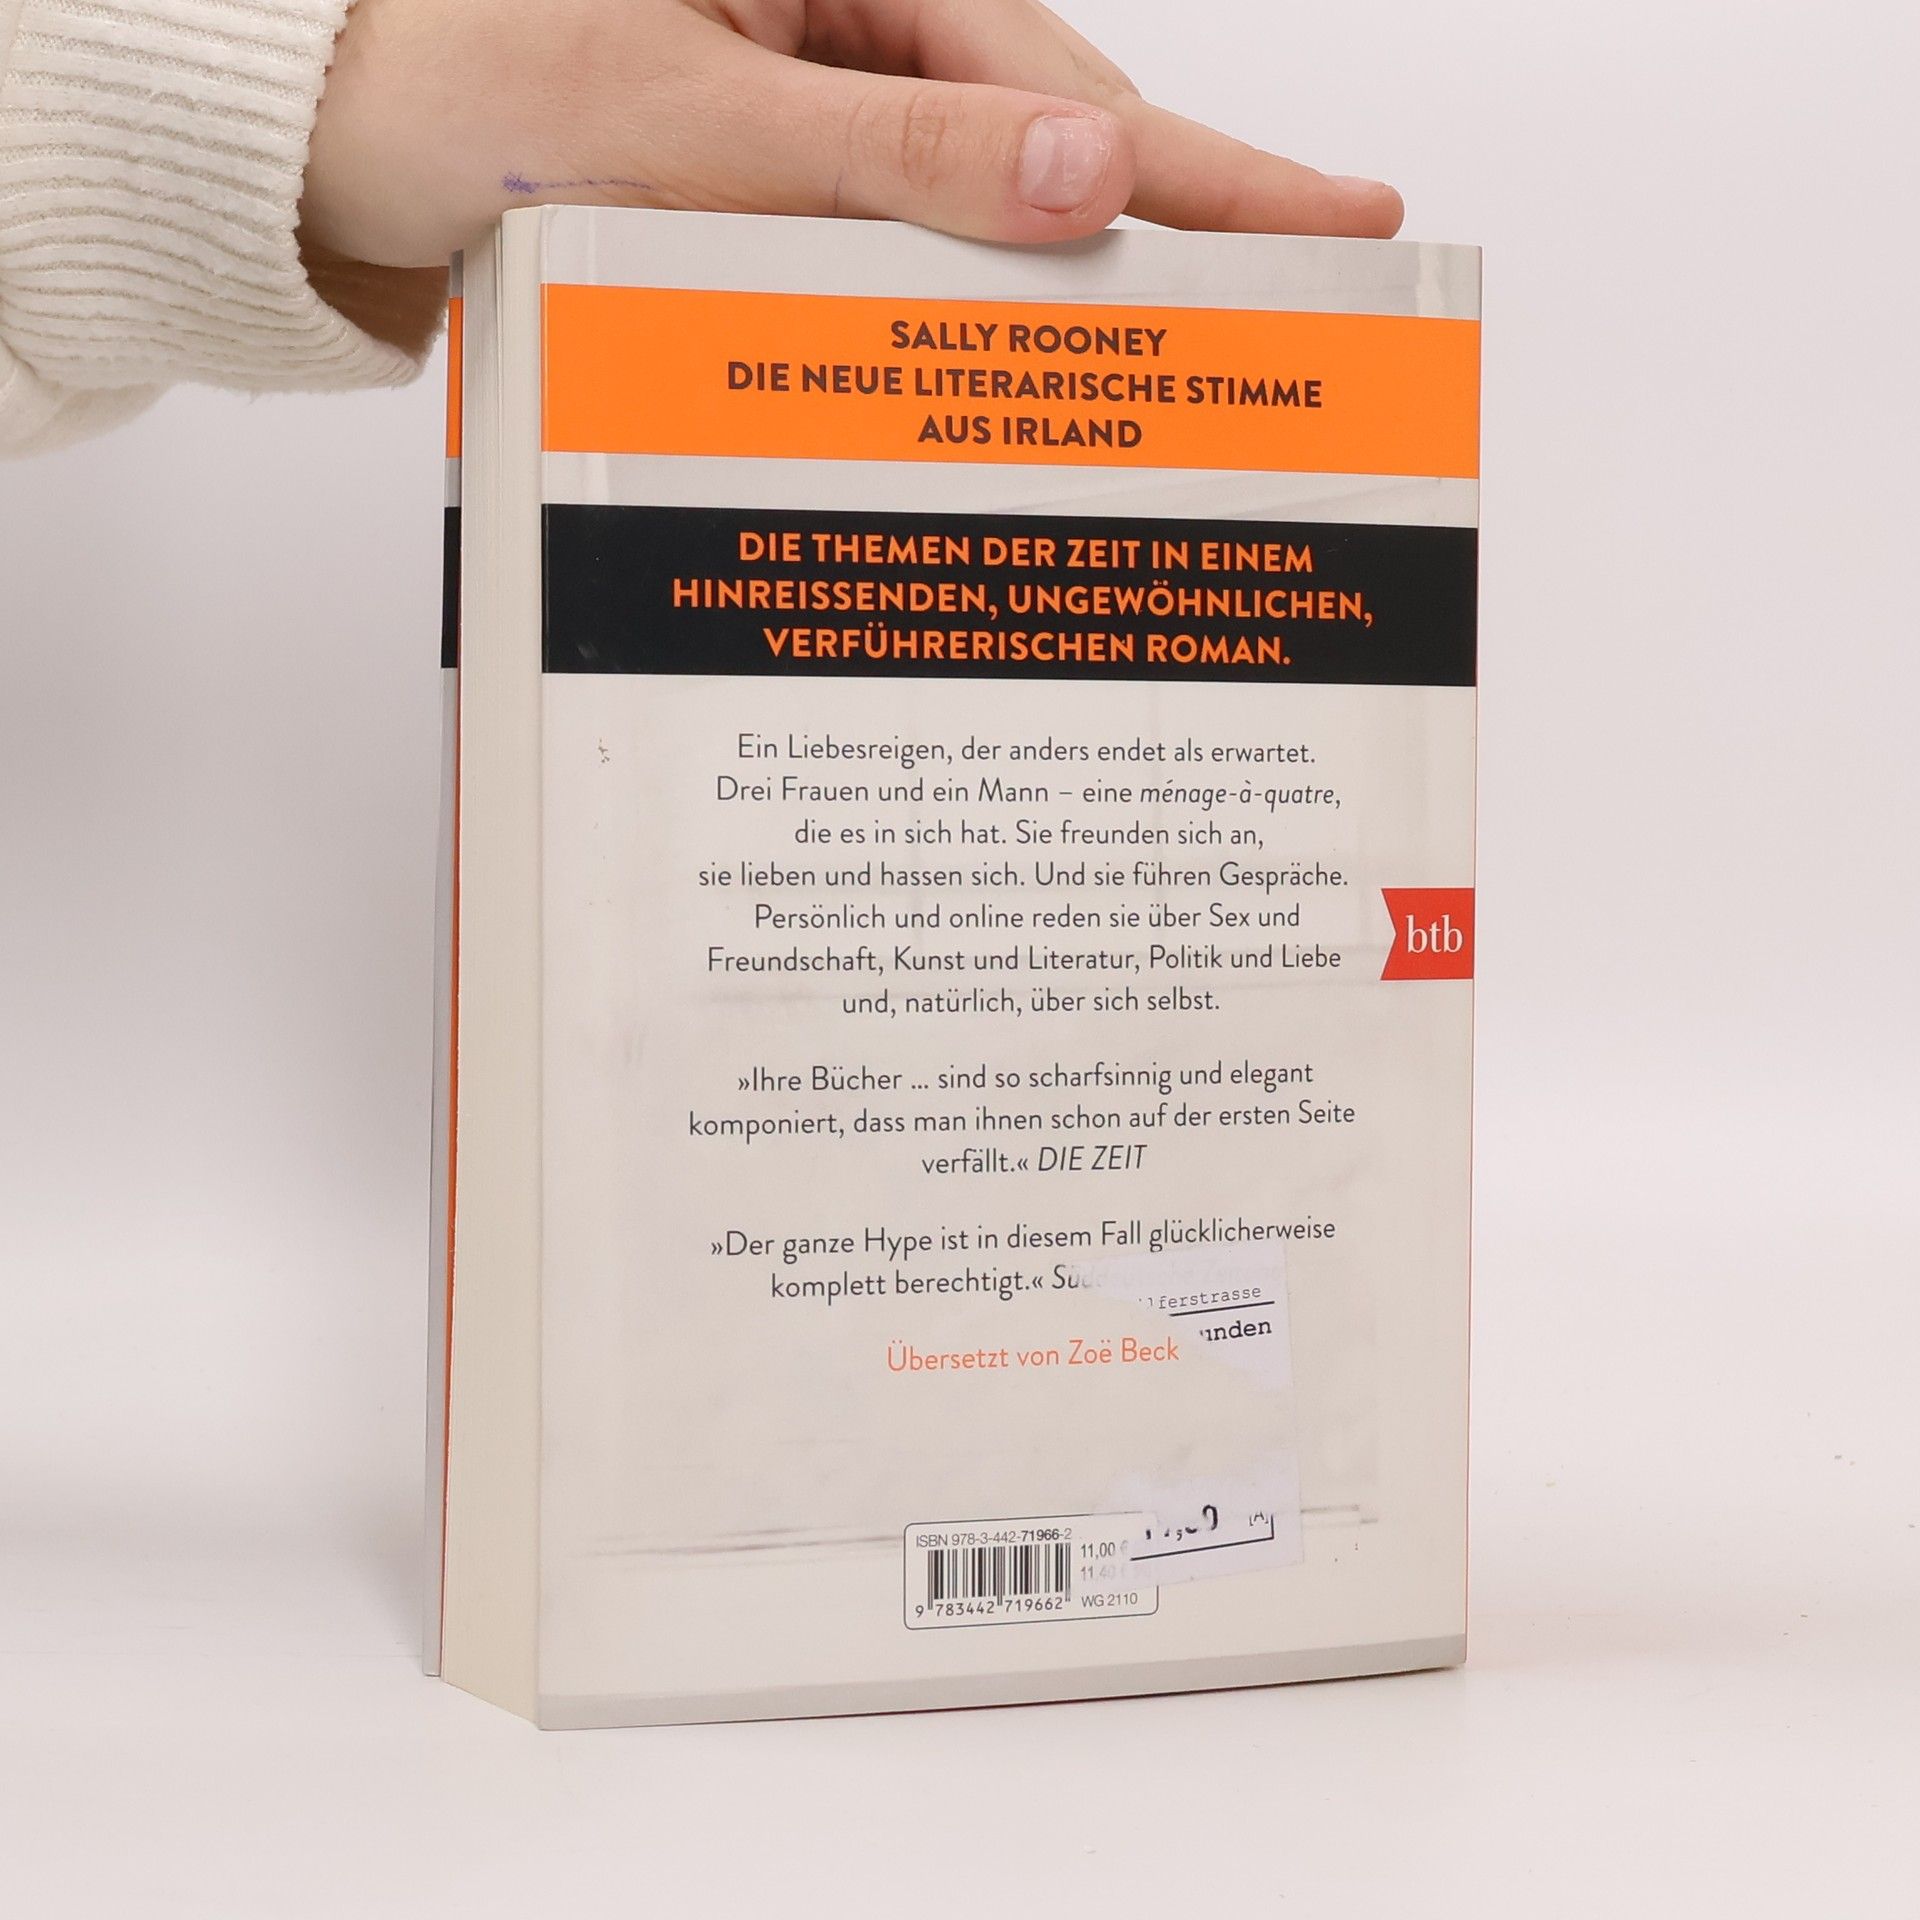 SALLY ROONEY
DIE NEUE LITERARISCHE STIMME
AUS IRLAND
DIE THEMEN DER ZEIT IN EINEM
HINREISSENDEN, UNGEWÖHNLICHEN,
VERFÜHRERISCHEN ROMAN.
Ein Liebesreigen, der anders endet als erwartet.
Drei Frauen und ein Mann – eine ménage-à-quatre,
die es in sich hat. Sie freunden sich an,
sie lieben und hassen sich. Und sie führen Gespräche.
Persönlich und online reden sie über Sex und
Freundschaft, Kunst und Literatur, Politik und Liebe
und, natürlich, über sich selbst.
btb
»Ihre Bücher ... sind so scharfsinnig und elegant
komponiert, dass man ihnen schon auf der ersten Seite
verfällt.« DIE ZEIT
»Der ganze Hype ist in diesem Fall glücklicherweise
komplett berechtigt.« Süddeutsche Zeitung
ferstrasse
unden
Übersetzt von Zoë Beck
ISBN 978-3-442-71966-2
11,00 €
11,40 €
[A]
9 783442 719662
WG 2110